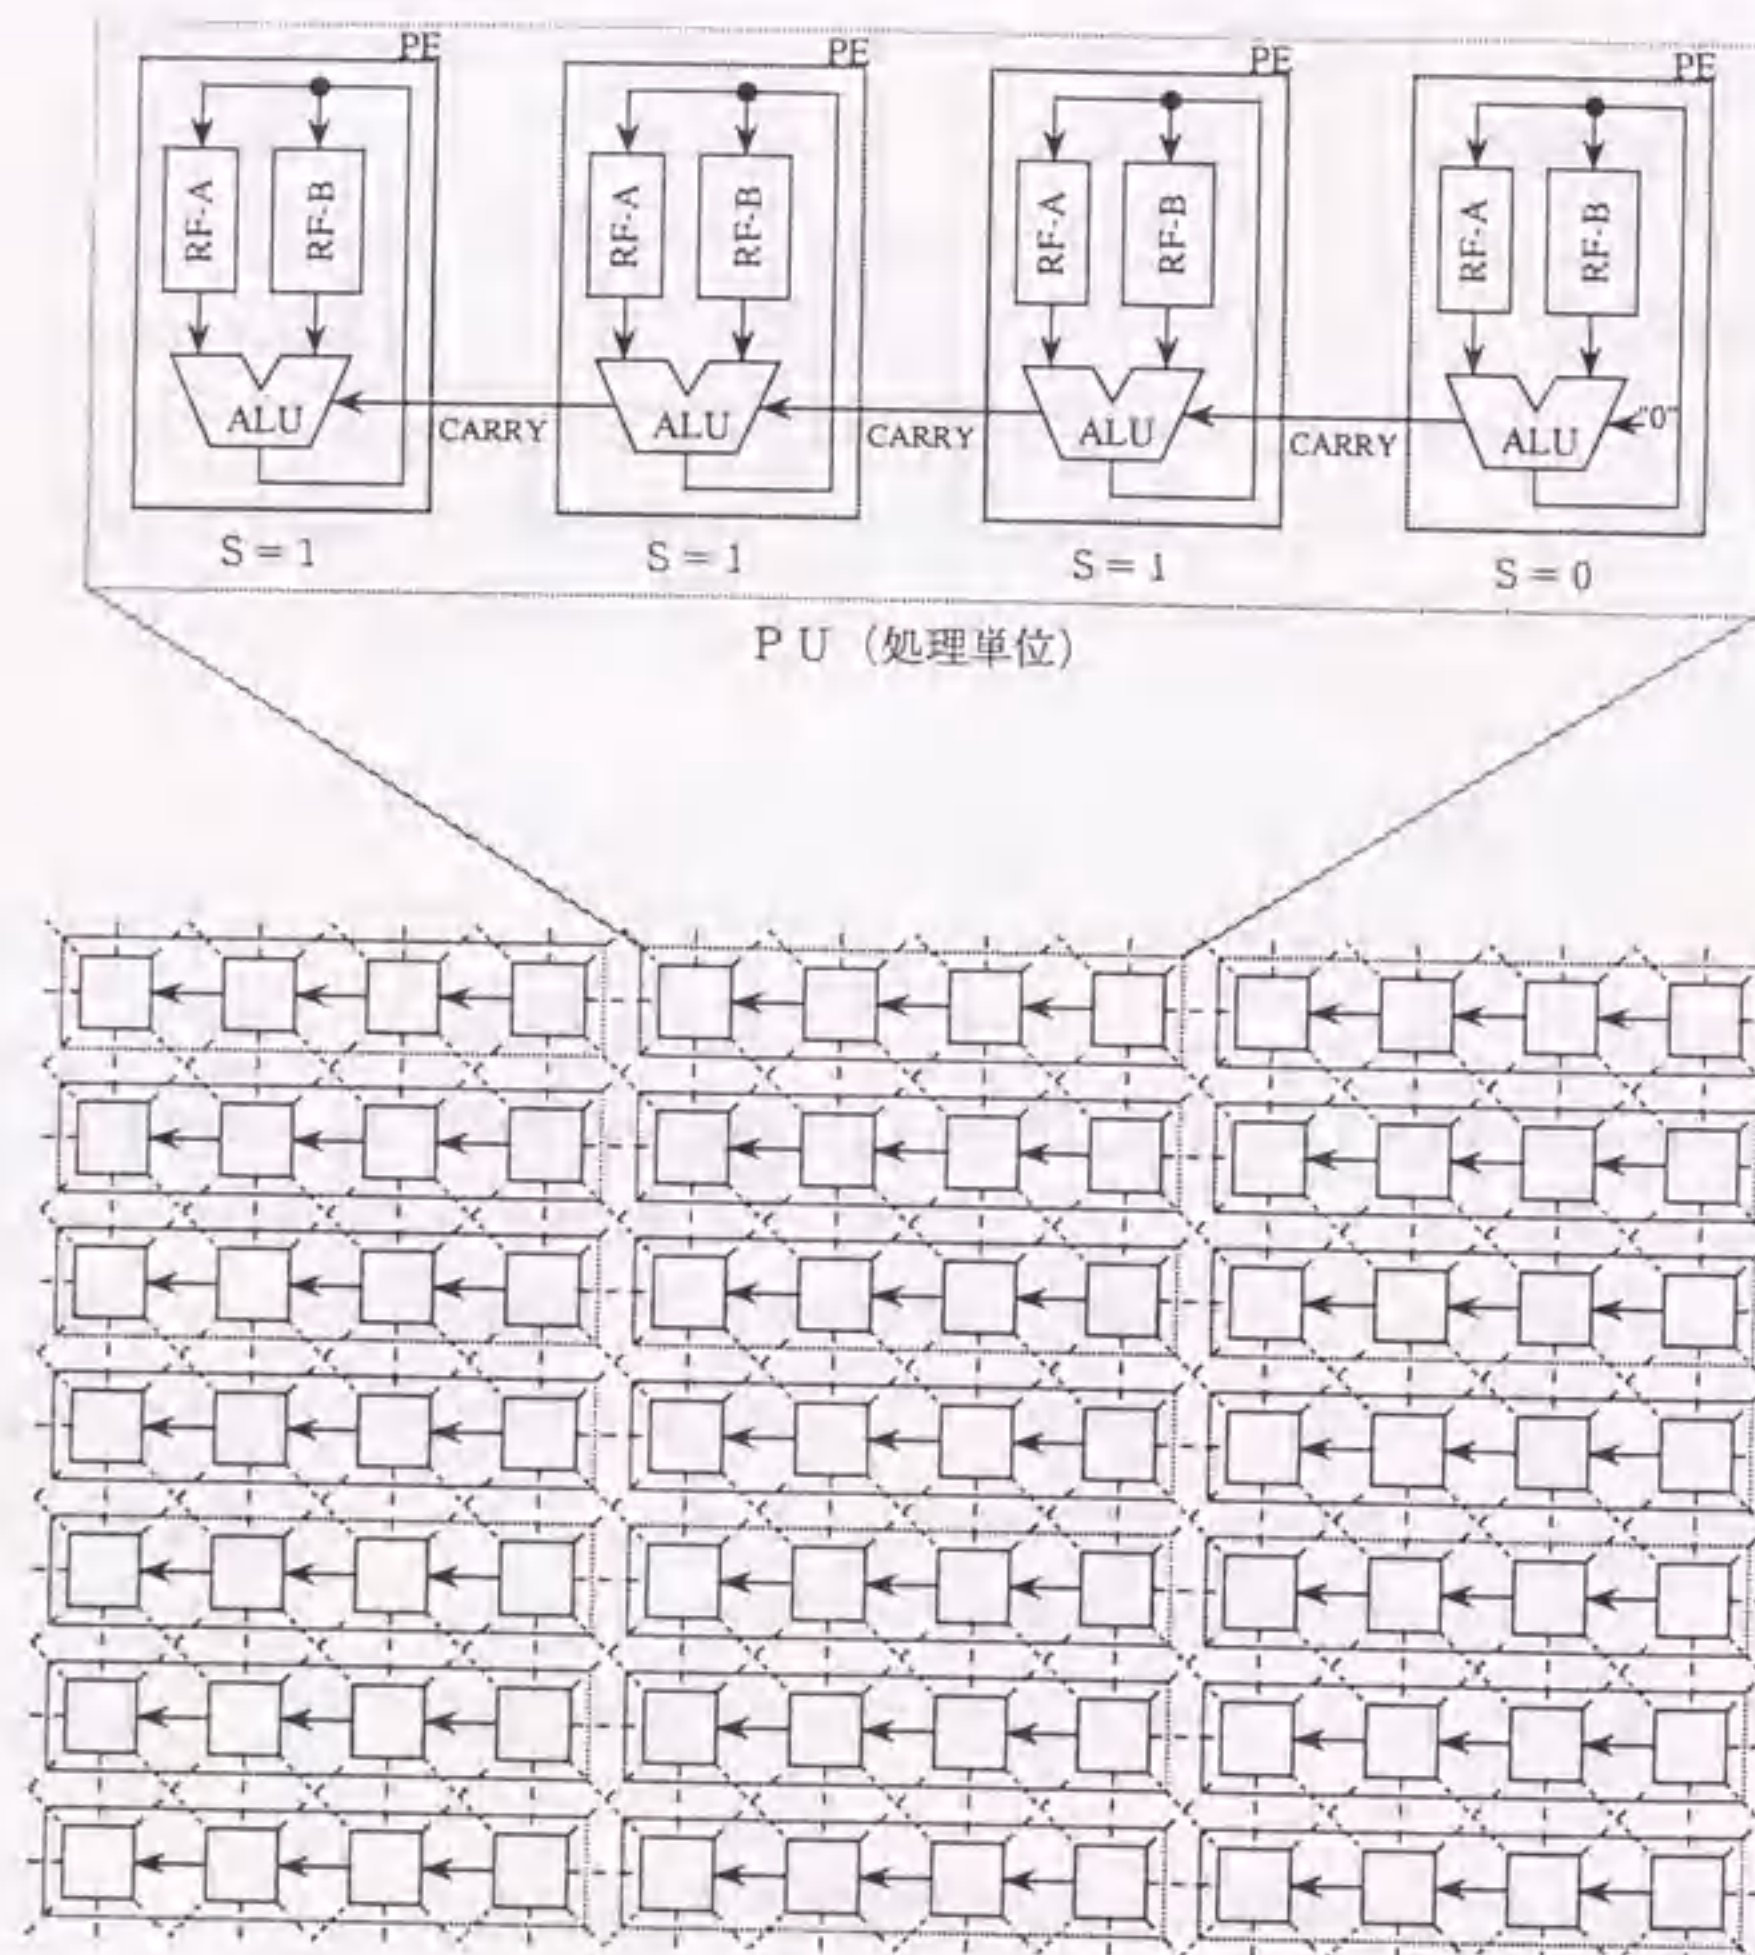 PE PE PE PE
RF-A RF-B RF-A RF-B RF-A RF-B RF-A RF-B
ALU CARRY ALU CARRY ALU CARRY ALU "0"
S = 1 S = 1 S = 1 S = 0
PU（処理単位）